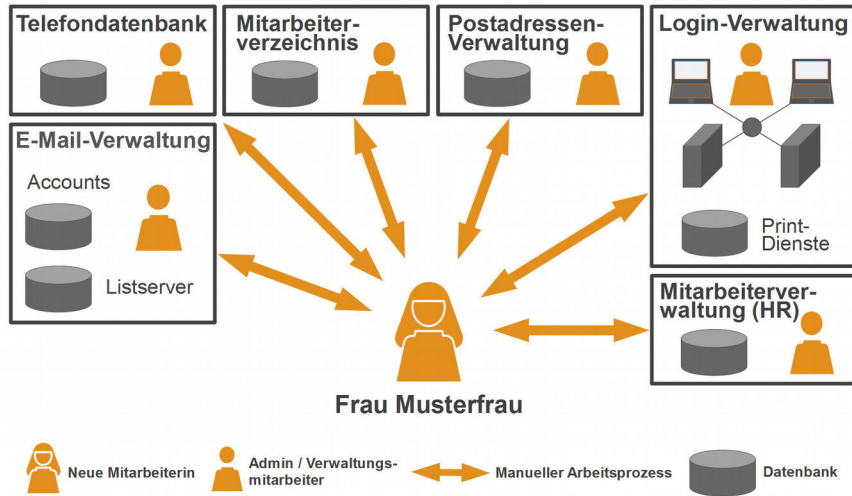 Telefondatenbank
Mitarbeiter-
verzeichnis
Postadressen-
Verwaltung
Login-Verwaltung
E-Mail-Verwaltung
Accounts
Listserver
Print-
Dienste
Mitarbeiterver-
waltung (HR)
Frau Musterfrau
Neue Mitarbeiterin
Admin / Verwaltungs-
mitarbeiter
Manueller Arbeitsprozess
Datenbank